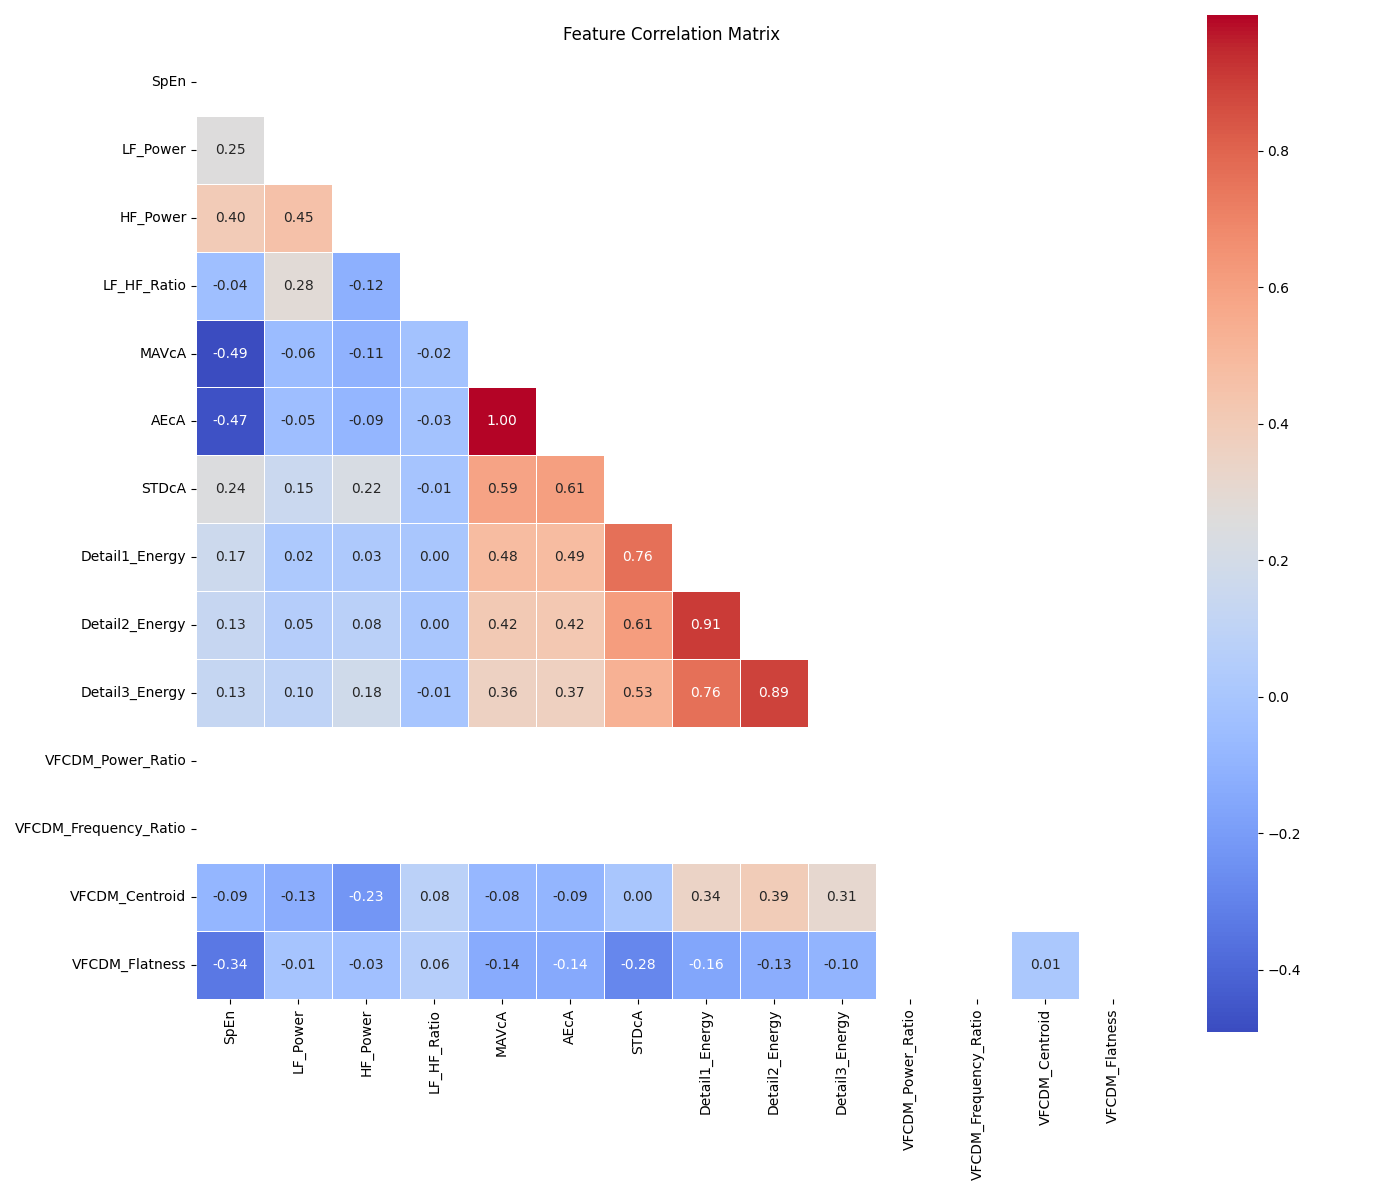 Feature Correlation Matrix
SpEn
LF_Power 0.25
HF_Power 0.40 0.45
LF_HF_Ratio -0.04 0.28 -0.12
MAVcA -0.49 -0.06 -0.11 -0.02
AEcA -0.47 -0.05 -0.09 -0.03 1.00
STDcA 0.24 0.15 0.22 -0.01 0.59 0.61
Detail1_Energy 0.17 0.02 0.03 0.00 0.48 0.49 0.76
Detail2_Energy 0.13 0.05 0.08 0.00 0.42 0.42 0.61 0.91
Detail3_Energy 0.13 0.10 0.18 -0.01 0.36 0.37 0.53 0.76 0.89
VFCDM_Power_Ratio
VFCDM_Frequency_Ratio
VFCDM_Centroid -0.09 -0.13 -0.23 0.08 -0.08 -0.09 0.00 0.34 0.39 0.31
VFCDM_Flatness -0.34 -0.01 -0.03 0.06 -0.14 -0.14 -0.28 -0.16 -0.13 -0.10 0.01
SpEn
LF_Power
HF_Power
LF_HF_Ratio
MAVcA
AEcA
STDcA
Detail1_Energy
Detail2_Energy
Detail3_Energy
VFCDM_Power_Ratio
VFCDM_Frequency_Ratio
VFCDM_Centroid
VFCDM_Flatness
0.8
0.6
0.4
0.2
0.0
−0.2
−0.4